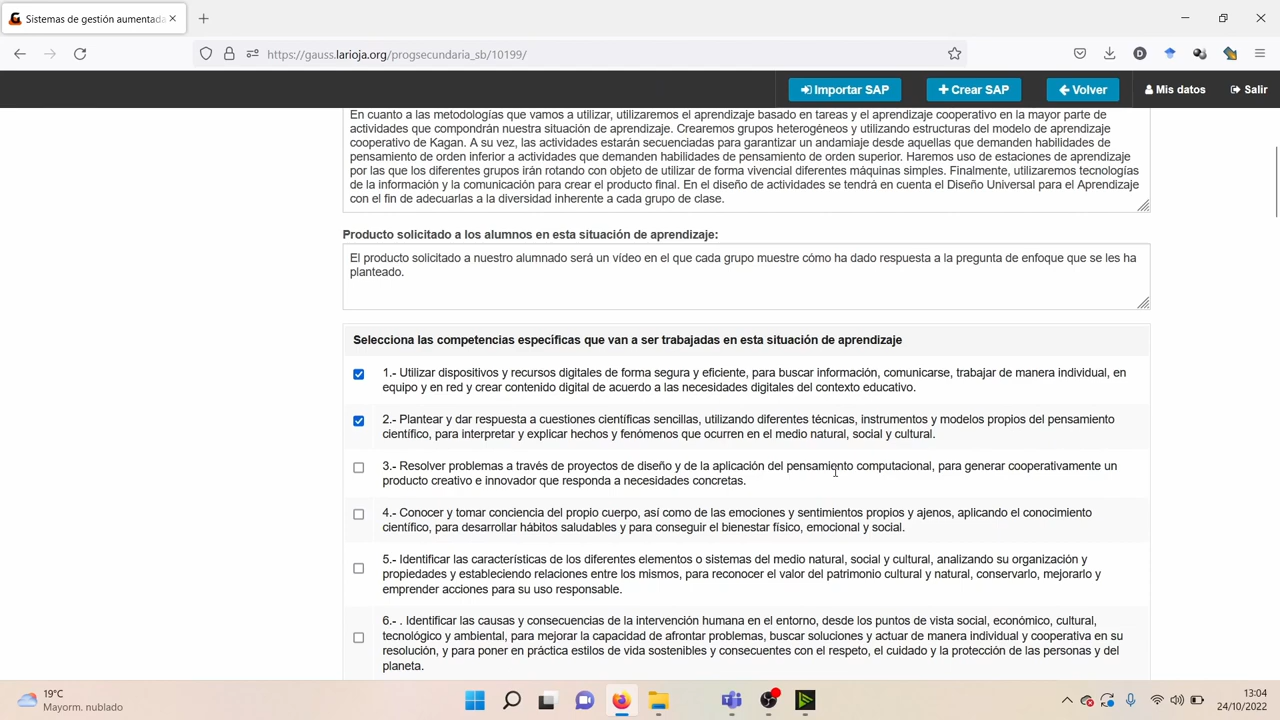 Sistemas de gestión aumentada
https://gauss.larioja.org/progsecundaria_sb/10199/
Importar SAP
Crear SAP
Volver
Mis datos
Salir
En cuanto a las metodologías que vamos a utilizar, utilizaremos el aprendizaje basado en tareas y el aprendizaje cooperativo en la mayor parte de
actividades que compondrán nuestra situación de aprendizaje. Crearemos grupos heterogéneos y utilizando estructuras del modelo de aprendizaje
cooperativo de Kagan. A su vez, las actividades estarán secuenciadas para garantizar un andamiaje desde aquellas que demanden habilidades de
pensamiento de orden inferior a actividades que demanden habilidades de pensamiento de orden superior. Haremos uso de estaciones de aprendizaje
por las que los diferentes grupos irán rotando con objeto de utilizar de forma vivencial diferentes máquinas simples. Finalmente, utilizaremos tecnologías
de la información y la comunicación para crear el producto final. En el diseño de actividades se tendrá en cuenta el Diseño Universal para el Aprendizaje
con el fin de adecuarlas a la diversidad inherente a cada grupo de clase.
Producto solicitado a los alumnos en esta situación de aprendizaje:
El producto solicitado a nuestro alumnado será un vídeo en el que cada grupo muestre cómo ha dado respuesta a la pregunta de enfoque que se les ha
planteado.
Selecciona las competencias específicas que van a ser trabajadas en esta situación de aprendizaje
1.- Utilizar dispositivos y recursos digitales de forma segura y eficiente, para buscar información, comunicarse, trabajar de manera individual, en
equipo y en red y crear contenido digital de acuerdo a las necesidades digitales del contexto educativo.
2.- Plantear y dar respuesta a cuestiones científicas sencillas, utilizando diferentes técnicas, instrumentos y modelos propios del pensamiento
científico, para interpretar y explicar hechos y fenómenos que ocurren en el medio natural, social y cultural.
3.- Resolver problemas a través de proyectos de diseño y de la aplicación del pensamiento computacional, para generar cooperativamente un
producto creativo e innovador que responda a necesidades concretas.
4.- Conocer y tomar conciencia del propio cuerpo, así como de las emociones y sentimientos propios y ajenos, aplicando el conocimiento
científico, para desarrollar hábitos saludables y para conseguir el bienestar físico, emocional y social.
5.- Identificar las características de los diferentes elementos o sistemas del medio natural, social y cultural, analizando su organización y
propiedades y estableciendo relaciones entre los mismos, para reconocer el valor del patrimonio cultural y natural, conservarlo, mejorarlo y
emprender acciones para su uso responsable.
6.- . Identificar las causas y consecuencias de la intervención humana en el entorno, desde los puntos de vista social, económico, cultural,
tecnológico y ambiental, para mejorar la capacidad de afrontar problemas, buscar soluciones y actuar de manera individual y cooperativa en su
resolución, y para poner en práctica estilos de vida sostenibles y consecuentes con el respeto, el cuidado y la protección de las personas y del
planeta.
19°C
Mayorm. nublado
13:04
24/10/2022